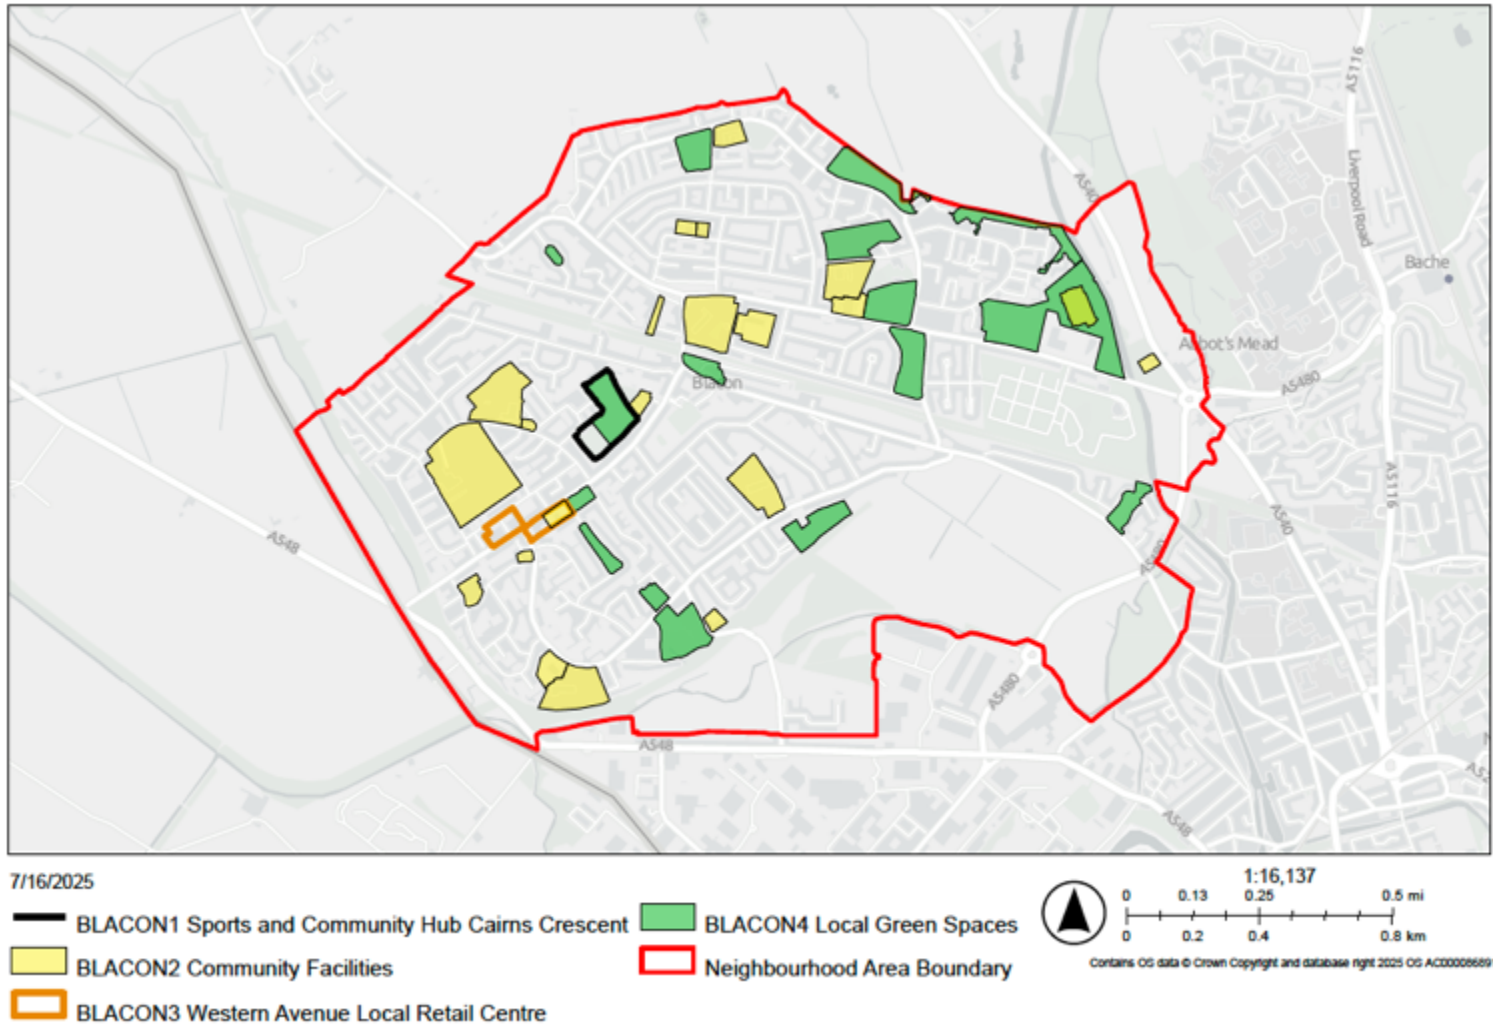 A5116
Liverpool Road
A540
Bache
Abbot's Mead
A5480
Blacon
A5116
A548
A540
A5480
A5480
A548
A548
7/16/2025
BLACON1 Sports and Community Hub Cairns Crescent
BLACON2 Community Facilities
BLACON3 Western Avenue Local Retail Centre
BLACON4 Local Green Spaces
Neighbourhood Area Boundary
1:16,137
0 0.13 0.25 0.5 mi
0 0.2 0.4 0.8 km
Contains OS data © Crown Copyright and database right 2025 OS